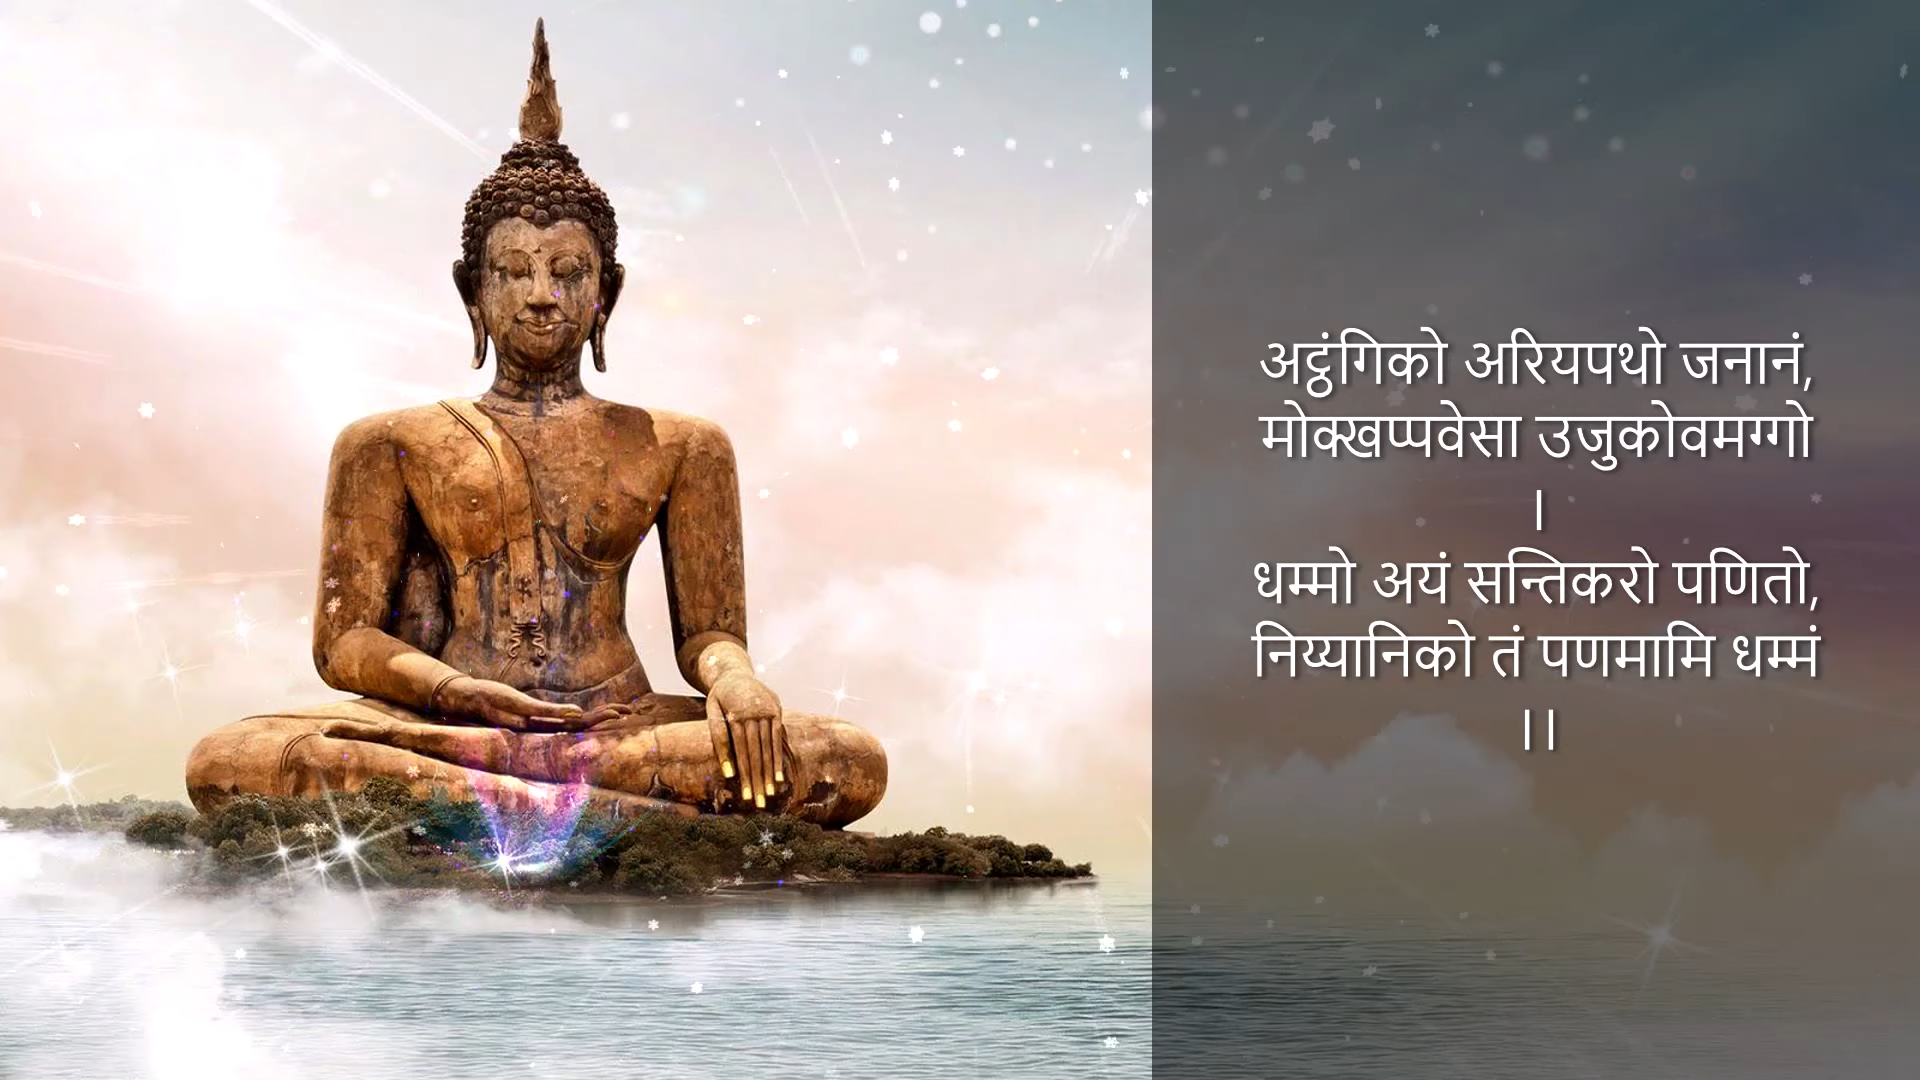 अट्ठंगिको अरियपथो जनानं,
मोक्खप्पवेसा उजुकोवमग्गो
।
धम्मो अयं सन्तिकरो पणितो,
निय्यानिको तं पणमामि धम्मं
।।